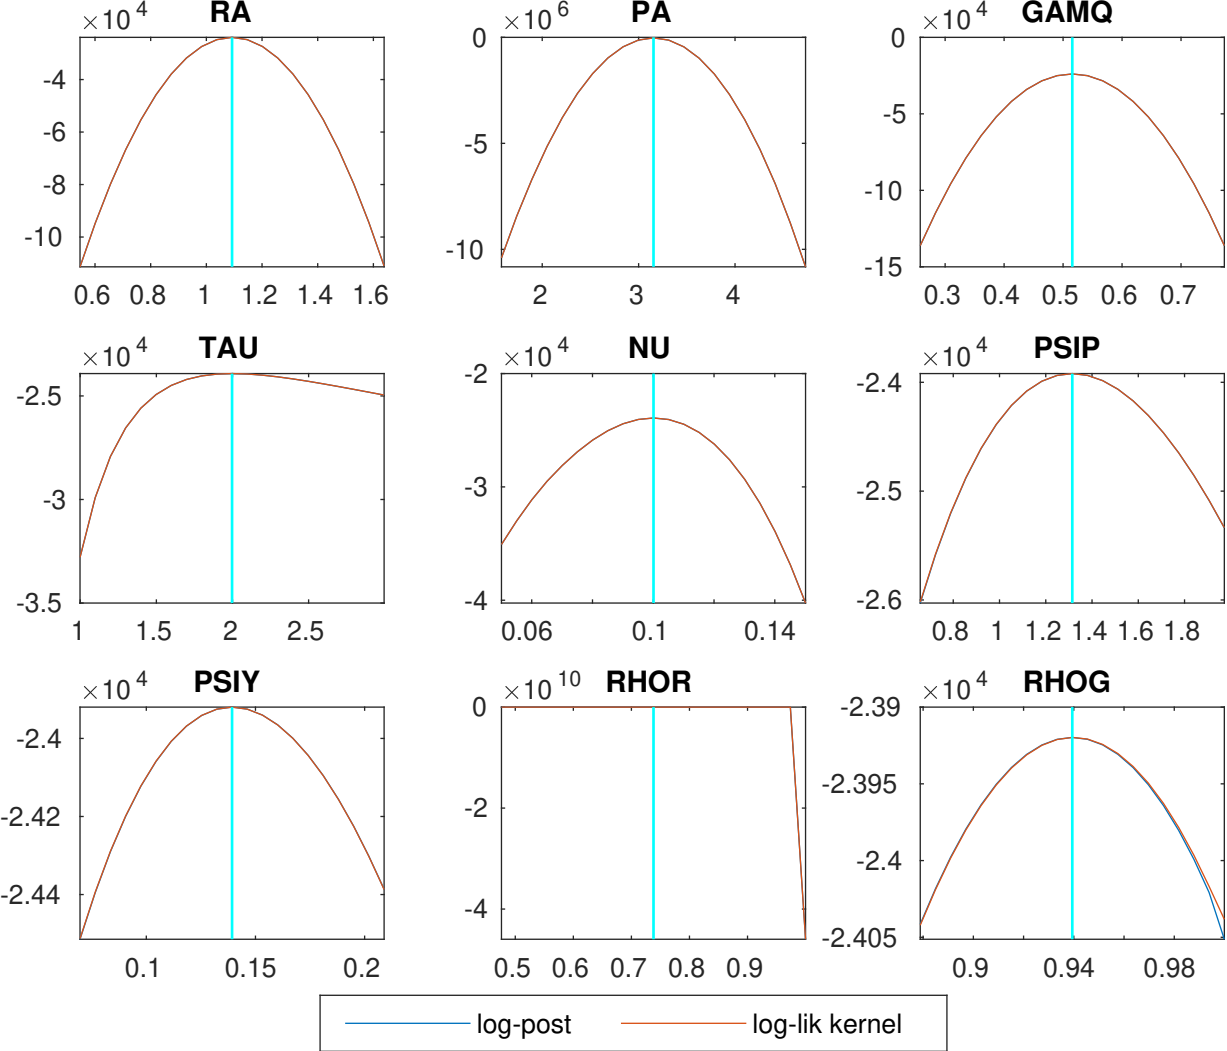 RA PA GAMQ
×10^4 ×10^6 ×10^4
-4 0 0
-6 -5 -5
-8 -10 -10
-10 -15
0.6 0.8 1 1.2 1.4 1.6 2 3 4 0.3 0.4 0.5 0.6 0.7
TAU NU PSIP
×10^4 ×10^4 ×10^4
-2.5 -2 -2.4
-3 -3 -2.5
-3.5 -4 -2.6
1 1.5 2 2.5 0.06 0.1 0.14 0.8 1 1.2 1.4 1.6 1.8
PSIY RHOR RHOG
×10^4 ×10^10 ×10^4
-2.4 0 -2.39
-2.42 -2 -2.395
-2.44 -4 -2.4
-2.405
0.1 0.15 0.2 0.5 0.6 0.7 0.8 0.9 0.9 0.94 0.98
log-post log-lik kernel